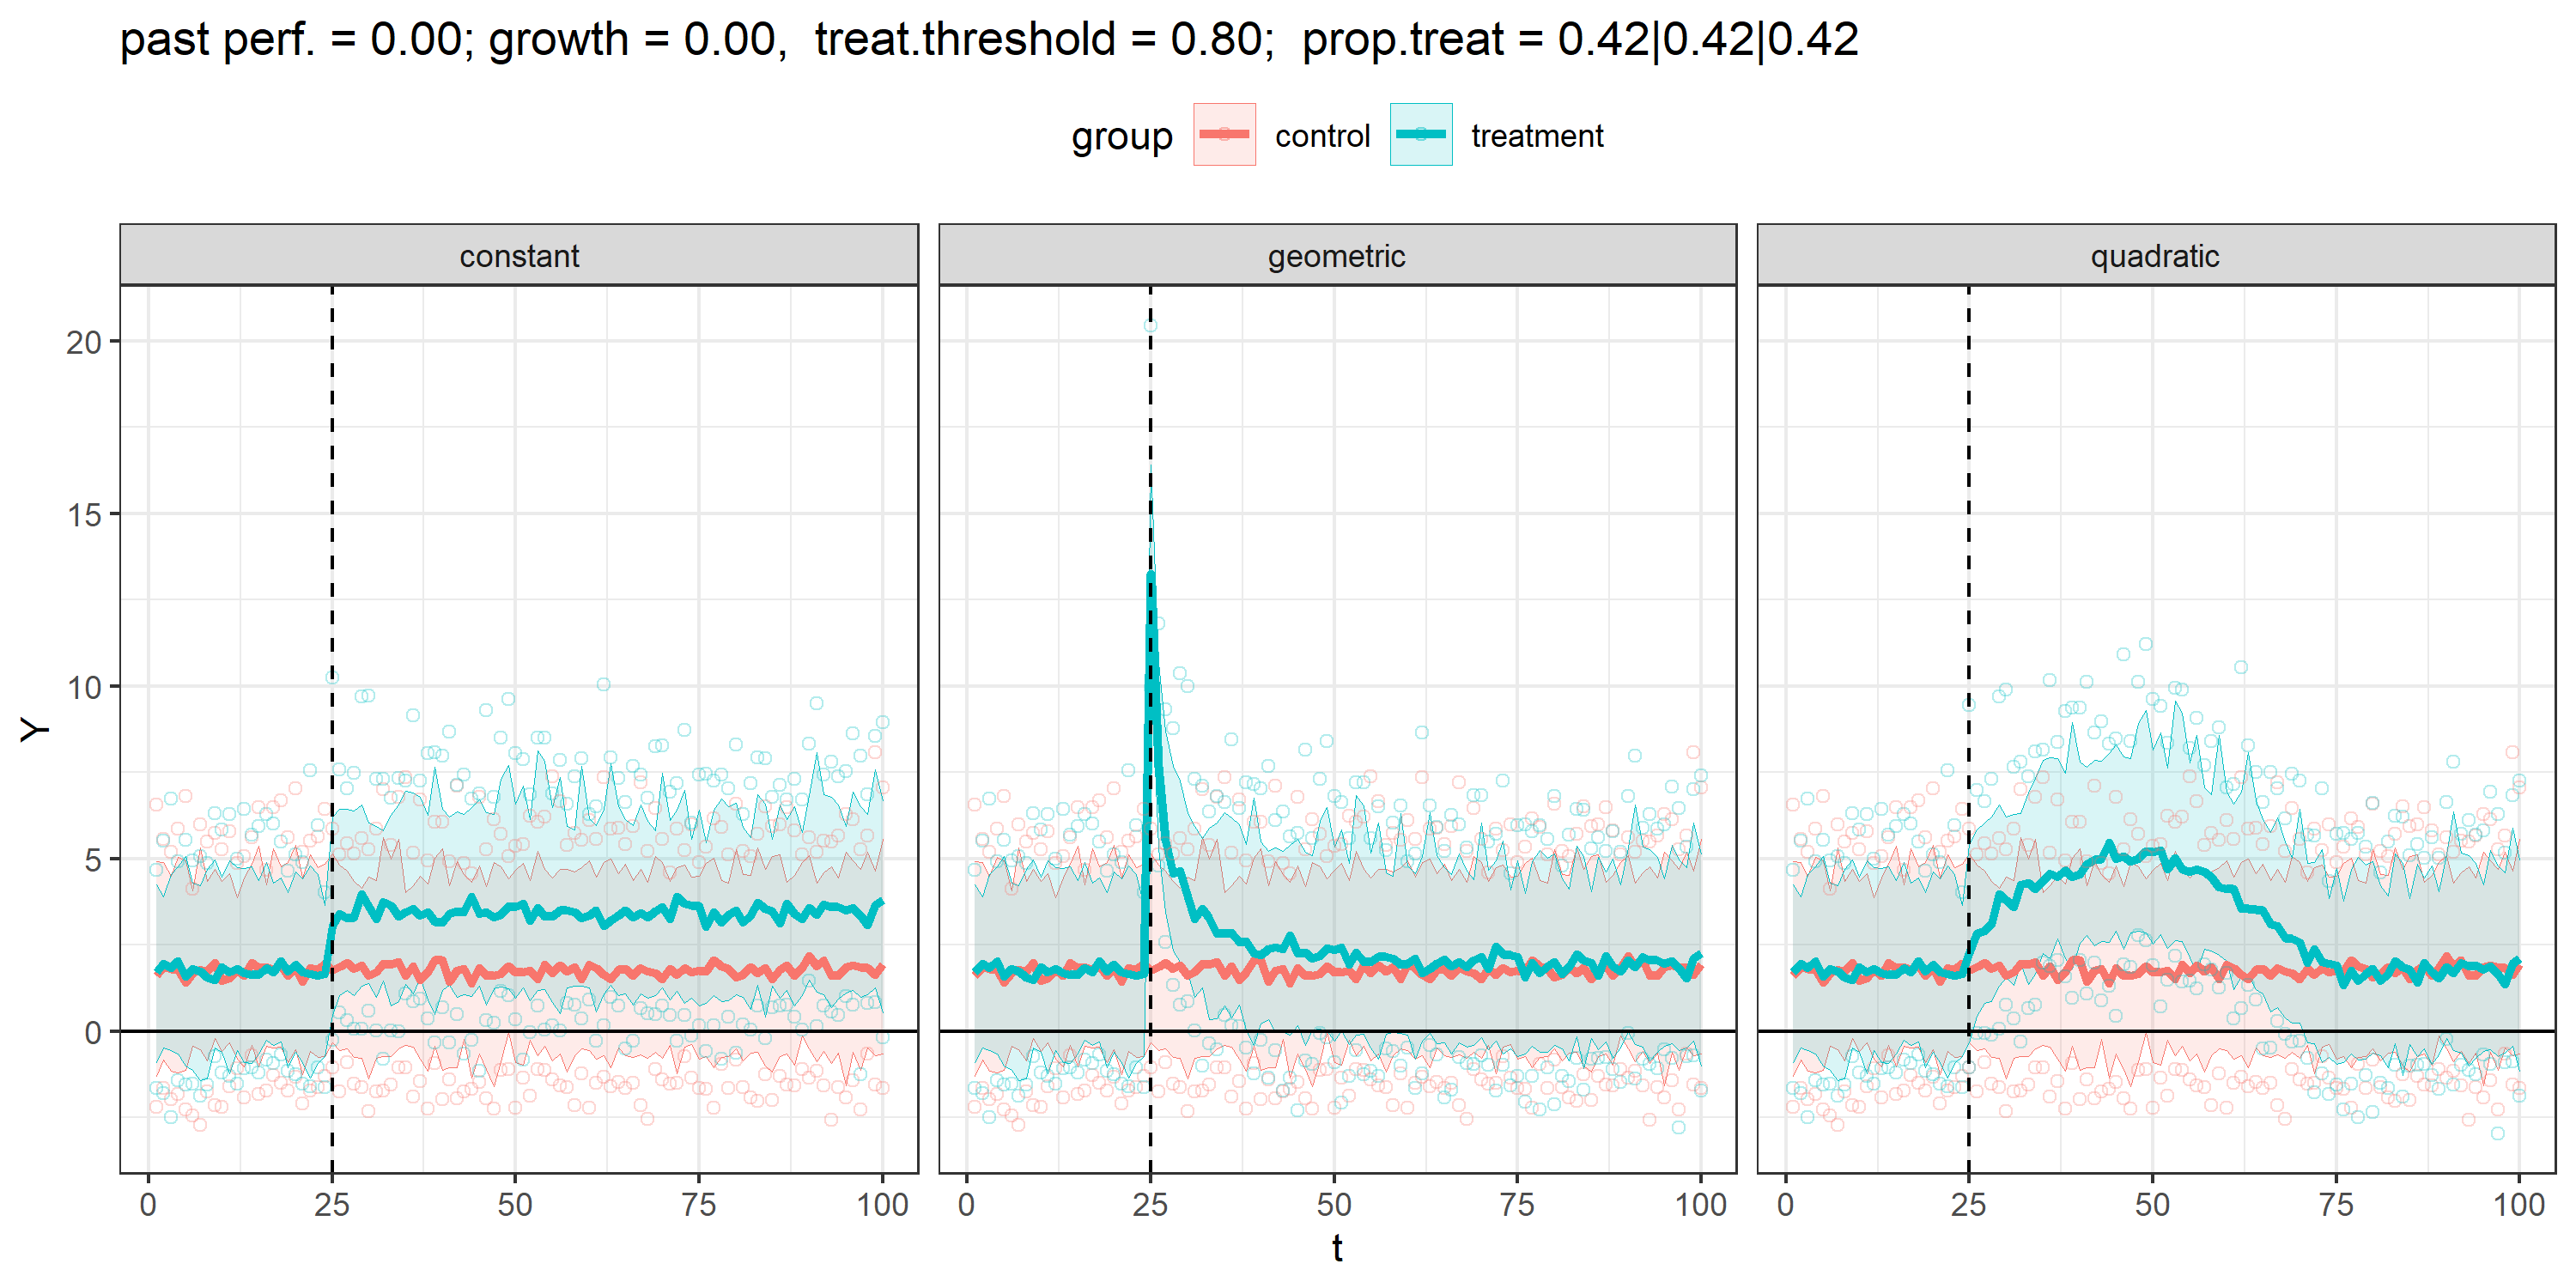 past perf. = 0.00; growth = 0.00,  treat.threshold = 0.80;  prop.treat = 0.42|0.42|0.42
group control treatment
constant geometric quadratic
20
15
10
5
0
Y
0 25 50 75 100 0 25 50 75 100 0 25 50 75 100
t